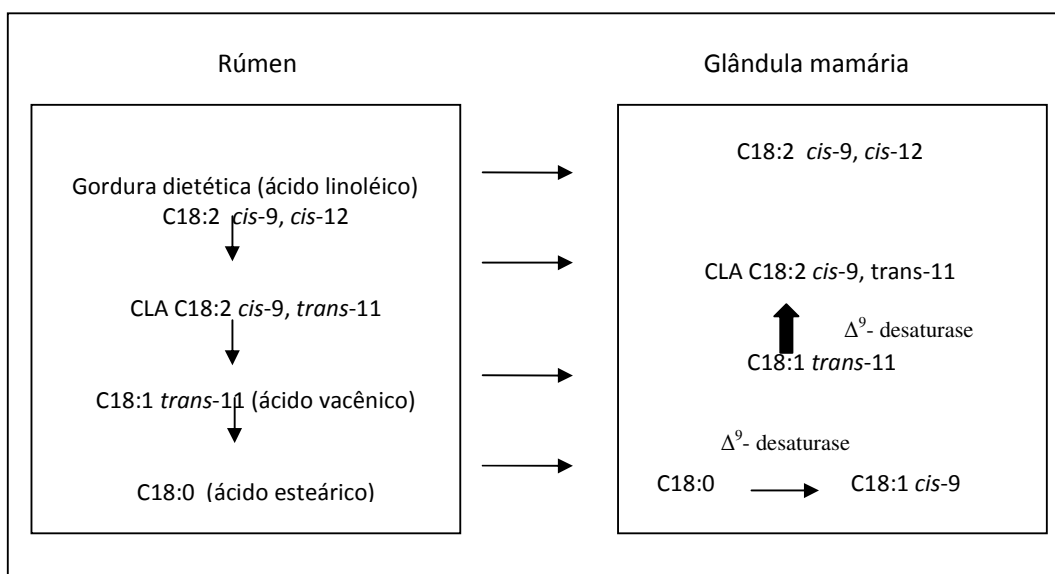 Rúmen
Glândula mamária
Gordura dietética (ácido linoléico)
C18:2 cis-9, cis-12
CLA C18:2 cis-9, trans-11
C18:1 trans-11 (ácido vacênico)
C18:0 (ácido esteárico)
C18:2 cis-9, cis-12
CLA C18:2 cis-9, trans-11
Δ⁹- desaturase
C18:1 trans-11
Δ⁹- desaturase
C18:0
C18:1 cis-9